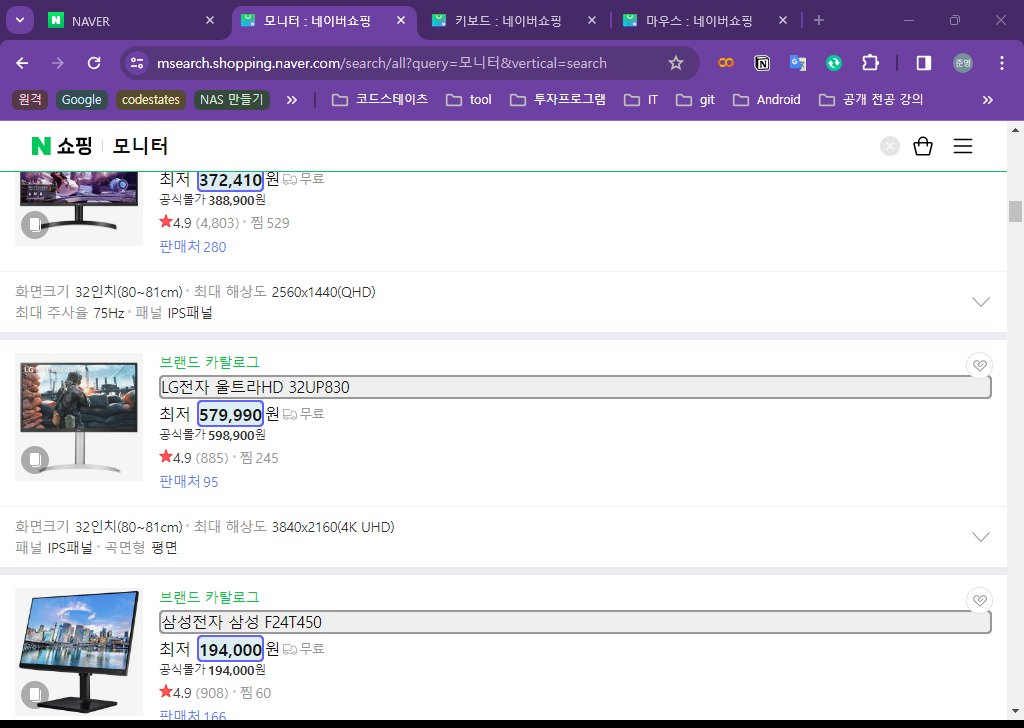 NAVER
모니터 : 네이버쇼핑
키보드 : 네이버쇼핑
마우스 : 네이버쇼핑
msearch.shopping.naver.com/search/all?query=모니터&vertical=search
준영
원격
Google
codestates
NAS 만들기
코드스테이츠
tool
투자프로그램
IT
git
Android
공개 전공 강의
N 쇼핑
모니터
최저 372,410원 무료
공식몰가 388,900원
4.9 (4,803) · 찜 529
판매처 280
화면크기 32인치(80~81cm) · 최대 해상도 2560x1440(QHD)
최대 주사율 75Hz · 패널 IPS패널
브랜드 카탈로그
LG전자 울트라HD 32UP830
최저 579,990원 무료
공식몰가 598,900원
4.9 (885) · 찜 245
판매처 95
화면크기 32인치(80~81cm) · 최대 해상도 3840x2160(4K UHD)
패널 IPS패널 · 곡면형 평면
브랜드 카탈로그
삼성전자 삼성 F24T450
최저 194,000원 무료
공식몰가 194,000원
4.9 (908) · 찜 60
판매처 166